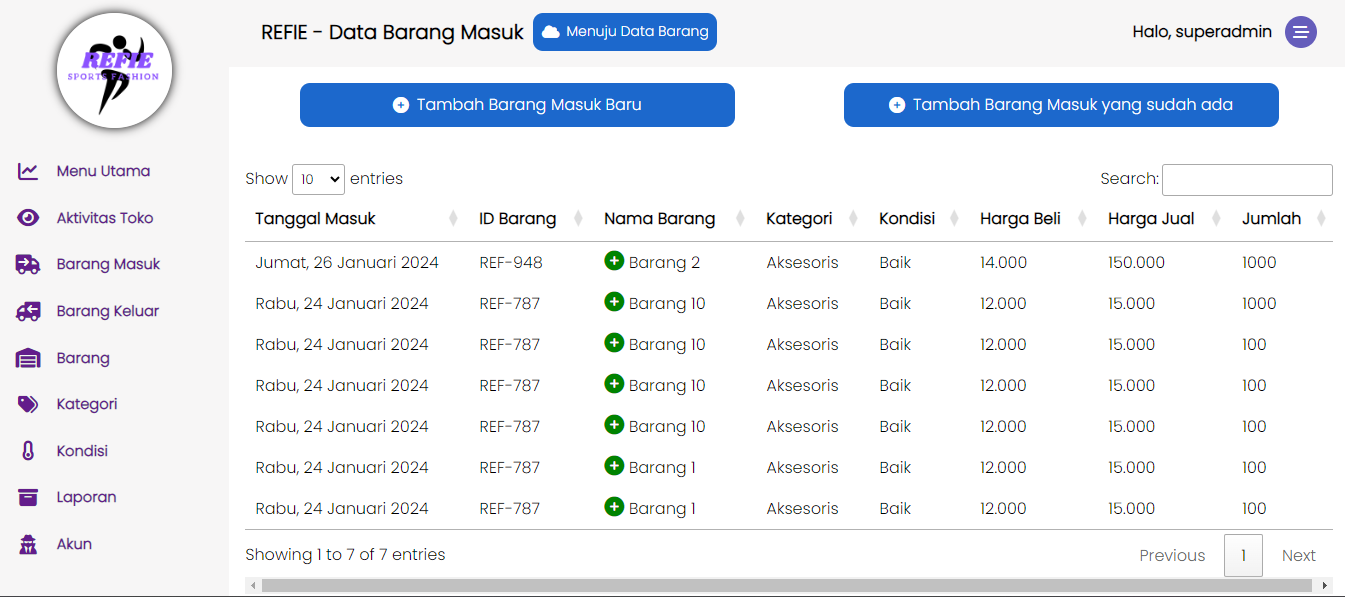 REFIE
SPORTS FASHION
REFIE - Data Barang Masuk
Menuju Data Barang
Halo, superadmin
Menu Utama
Aktivitas Toko
Barang Masuk
Barang Keluar
Barang
Kategori
Kondisi
Laporan
Akun
Tambah Barang Masuk Baru
Tambah Barang Masuk yang sudah ada
Show 10 entries
Search:
Tanggal Masuk ID Barang Nama Barang Kategori Kondisi Harga Beli Harga Jual Jumlah
Jumat, 26 Januari 2024 REF-948 Barang 2 Aksesoris Baik 14.000 150.000 1000
Rabu, 24 Januari 2024 REF-787 Barang 10 Aksesoris Baik 12.000 15.000 1000
Rabu, 24 Januari 2024 REF-787 Barang 10 Aksesoris Baik 12.000 15.000 100
Rabu, 24 Januari 2024 REF-787 Barang 10 Aksesoris Baik 12.000 15.000 100
Rabu, 24 Januari 2024 REF-787 Barang 10 Aksesoris Baik 12.000 15.000 100
Rabu, 24 Januari 2024 REF-787 Barang 1 Aksesoris Baik 12.000 15.000 100
Rabu, 24 Januari 2024 REF-787 Barang 1 Aksesoris Baik 12.000 15.000 100
Showing 1 to 7 of 7 entries
Previous 1 Next